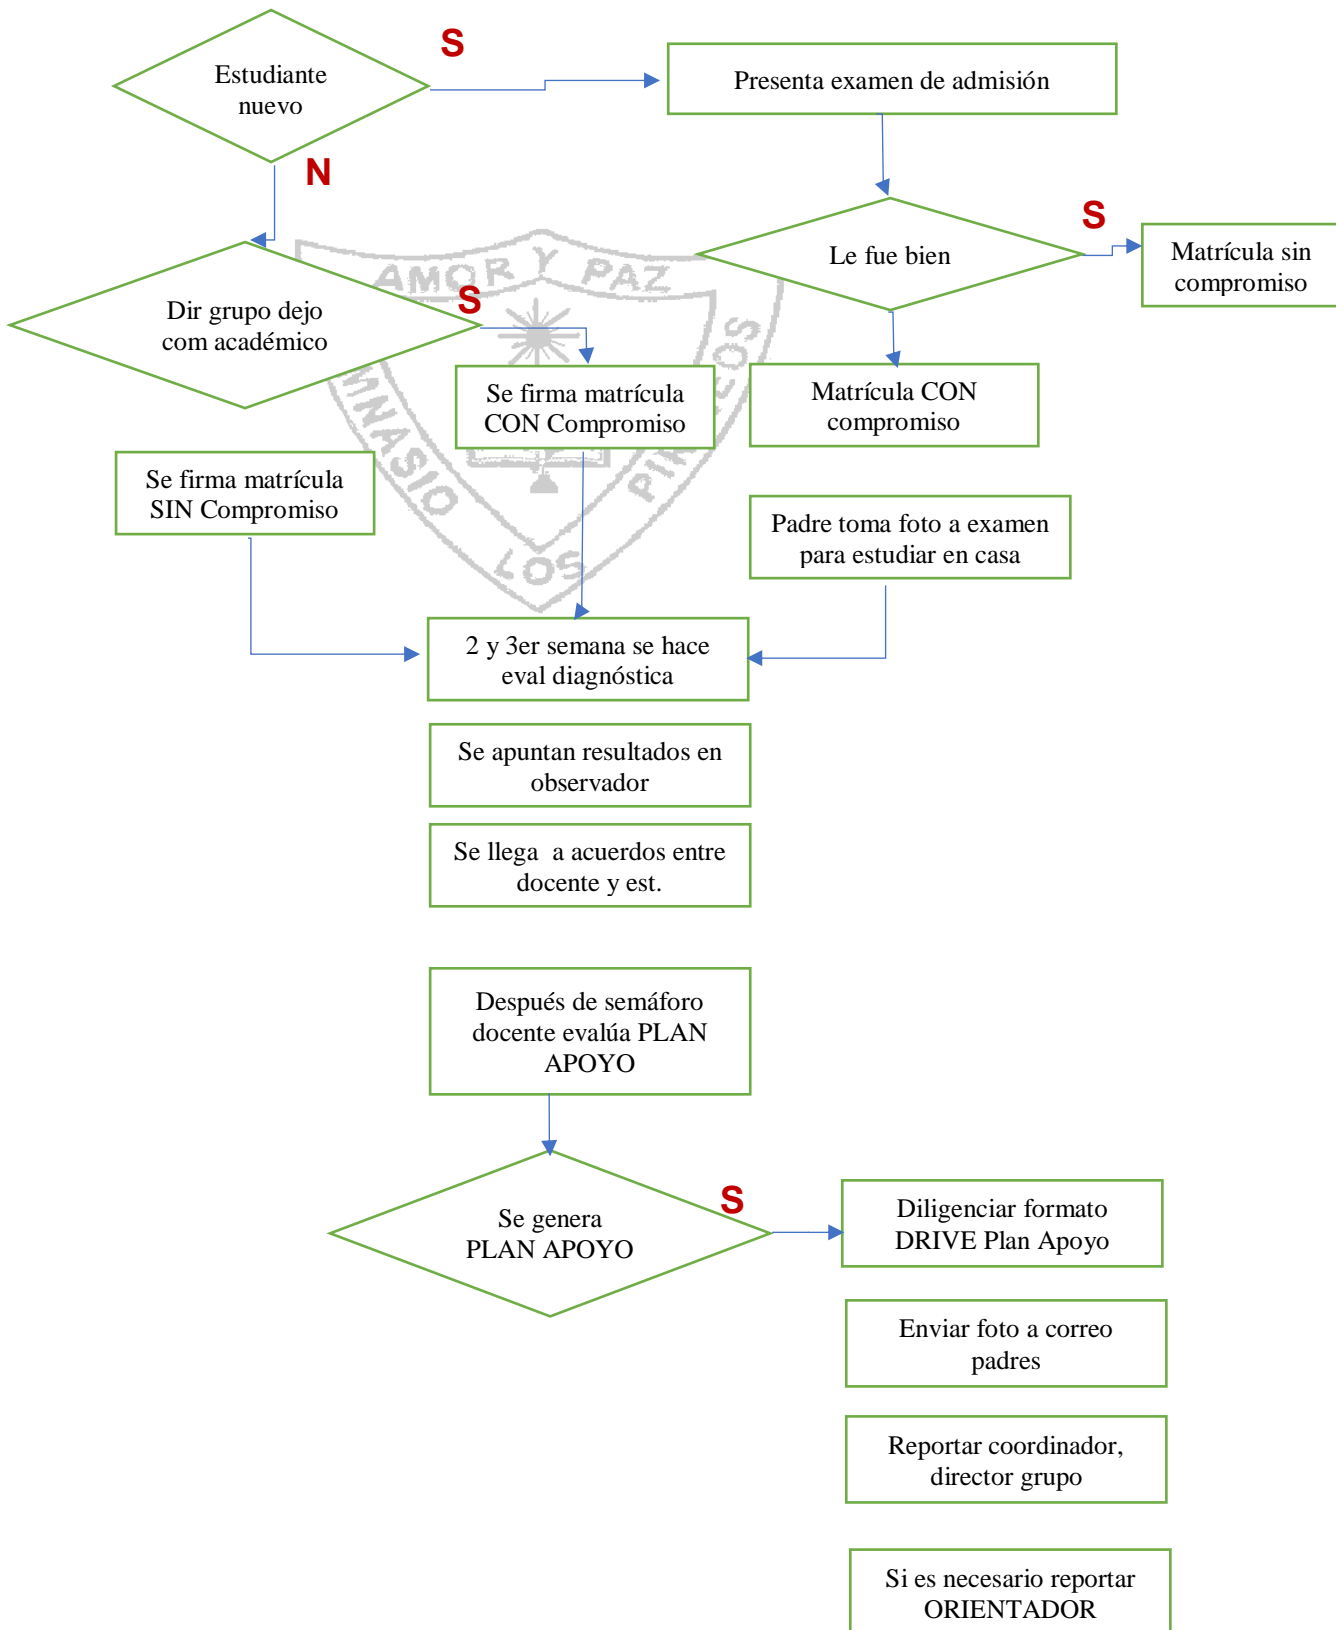 Estudiante
nuevo
S
Presenta examen de admisión
N
Le fue bien
S
Matrícula sin
compromiso
AMOR Y PAZ
Dir grupo dejo
com académico
S
Se firma matrícula
CON Compromiso
Matrícula CON
compromiso
Se firma matrícula
SIN Compromiso
LOS
Padre toma foto a examen
para estudiar en casa
2 y 3er semana se hace
eval diagnóstica
Se apuntan resultados en
observador
Se llega  a acuerdos entre
docente y est.
Después de semáforo
docente evalúa PLAN
APOYO
Se genera
PLAN APOYO
S
Diligenciar formato
DRIVE Plan Apoyo
Enviar foto a correo
padres
Reportar coordinador,
director grupo
Si es necesario reportar
ORIENTADOR